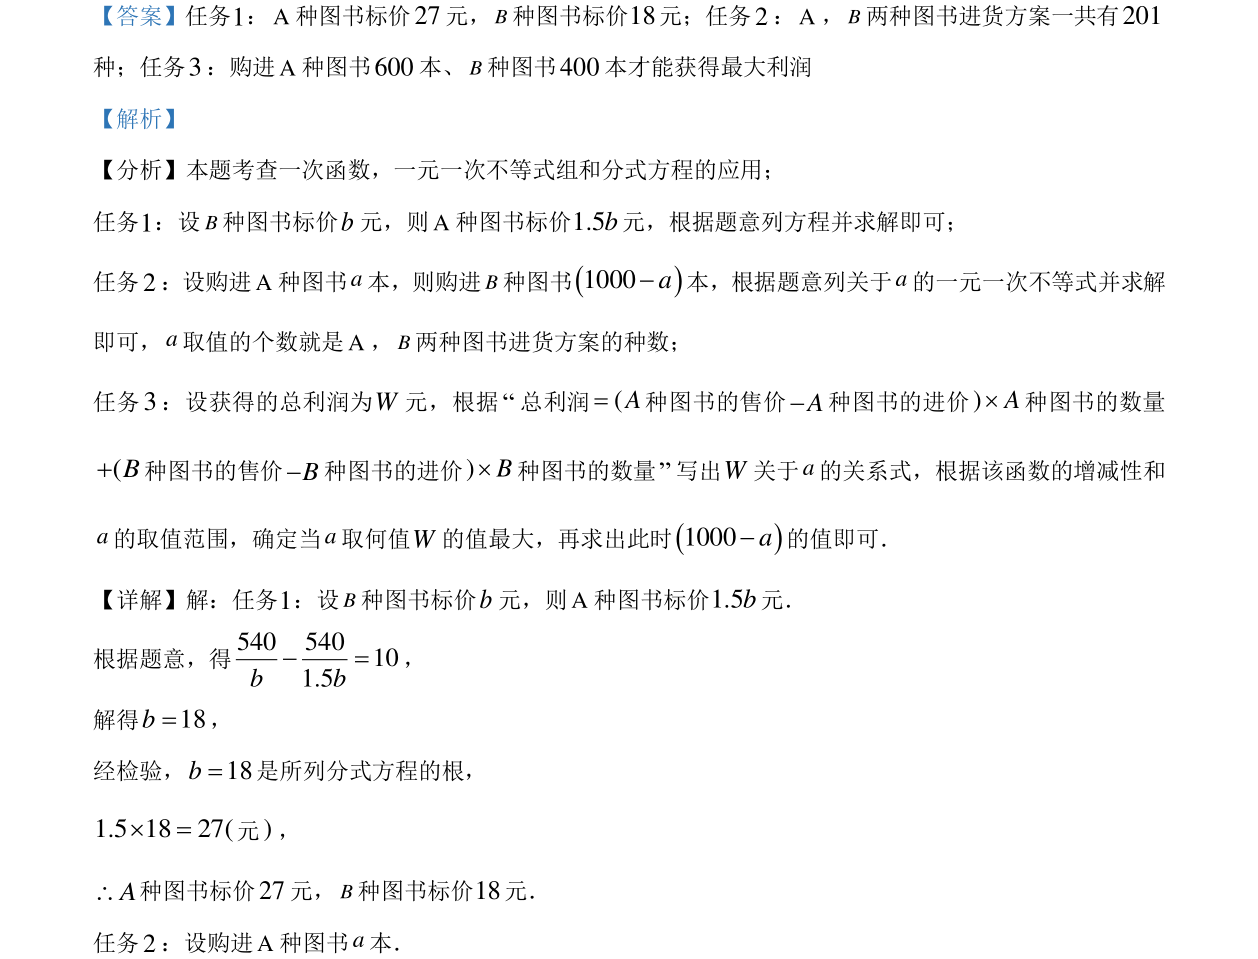 【答案】任务1：A种图书标价27元，B种图书标价18元；任务2：A，B两种图书进货方案一共有201
种；任务3：购进A种图书600本、B种图书400本才能获得最大利润
【解析】
【分析】本题考查一次函数，一元一次不等式组和分式方程的应用；
任务1：设B种图书标价b元，则A种图书标价1.5b元，根据题意列方程并求解即可；
任务2：设购进A种图书a本，则购进B种图书(1000−a)本，根据题意列关于a的一元一次不等式并求解
即可，a取值的个数就是A，B两种图书进货方案的种数；
任务3：设获得的总利润为W元，根据“总利润=(A种图书的售价−A种图书的进价)×A种图书的数量
+(B种图书的售价−B种图书的进价)×B种图书的数量”写出W关于a的关系式，根据该函数的增减性和
a的取值范围，确定当a取何值W的值最大，再求出此时(1000−a)的值即可．
【详解】解：任务1：设B种图书标价b元，则A种图书标价1.5b元．
根据题意，得540/b−540/1.5b=10，
解得b=18，
经检验，b=18是所列分式方程的根，
1.5×18=27(元)，
∴A种图书标价27元，B种图书标价18元．
任务2：设购进A种图书a本．